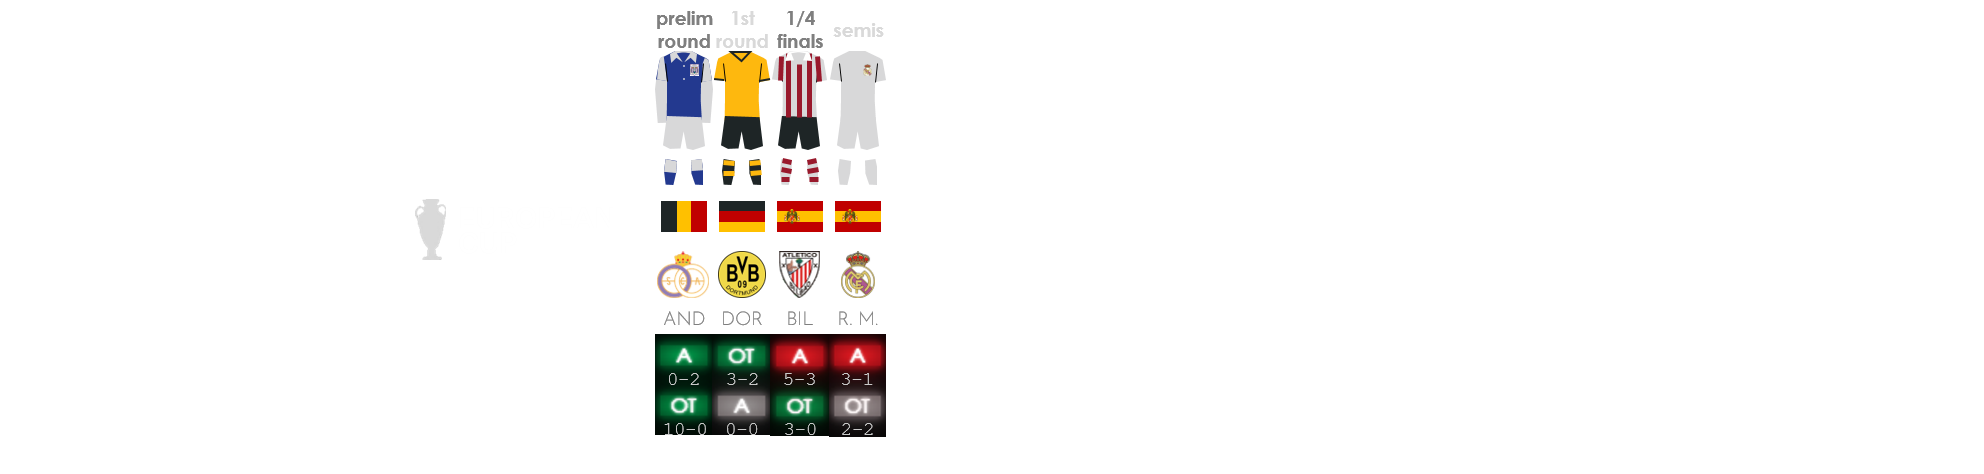 prelim round
1st round
1/4 finals
semis
S G A
BVB
09
DORTMUND
ATLETICO
AND DOR BIL R. M.
A OT A A
0-2 3-2 5-3 3-1
OT A OT OT
10-0 0-0 3-0 2-2